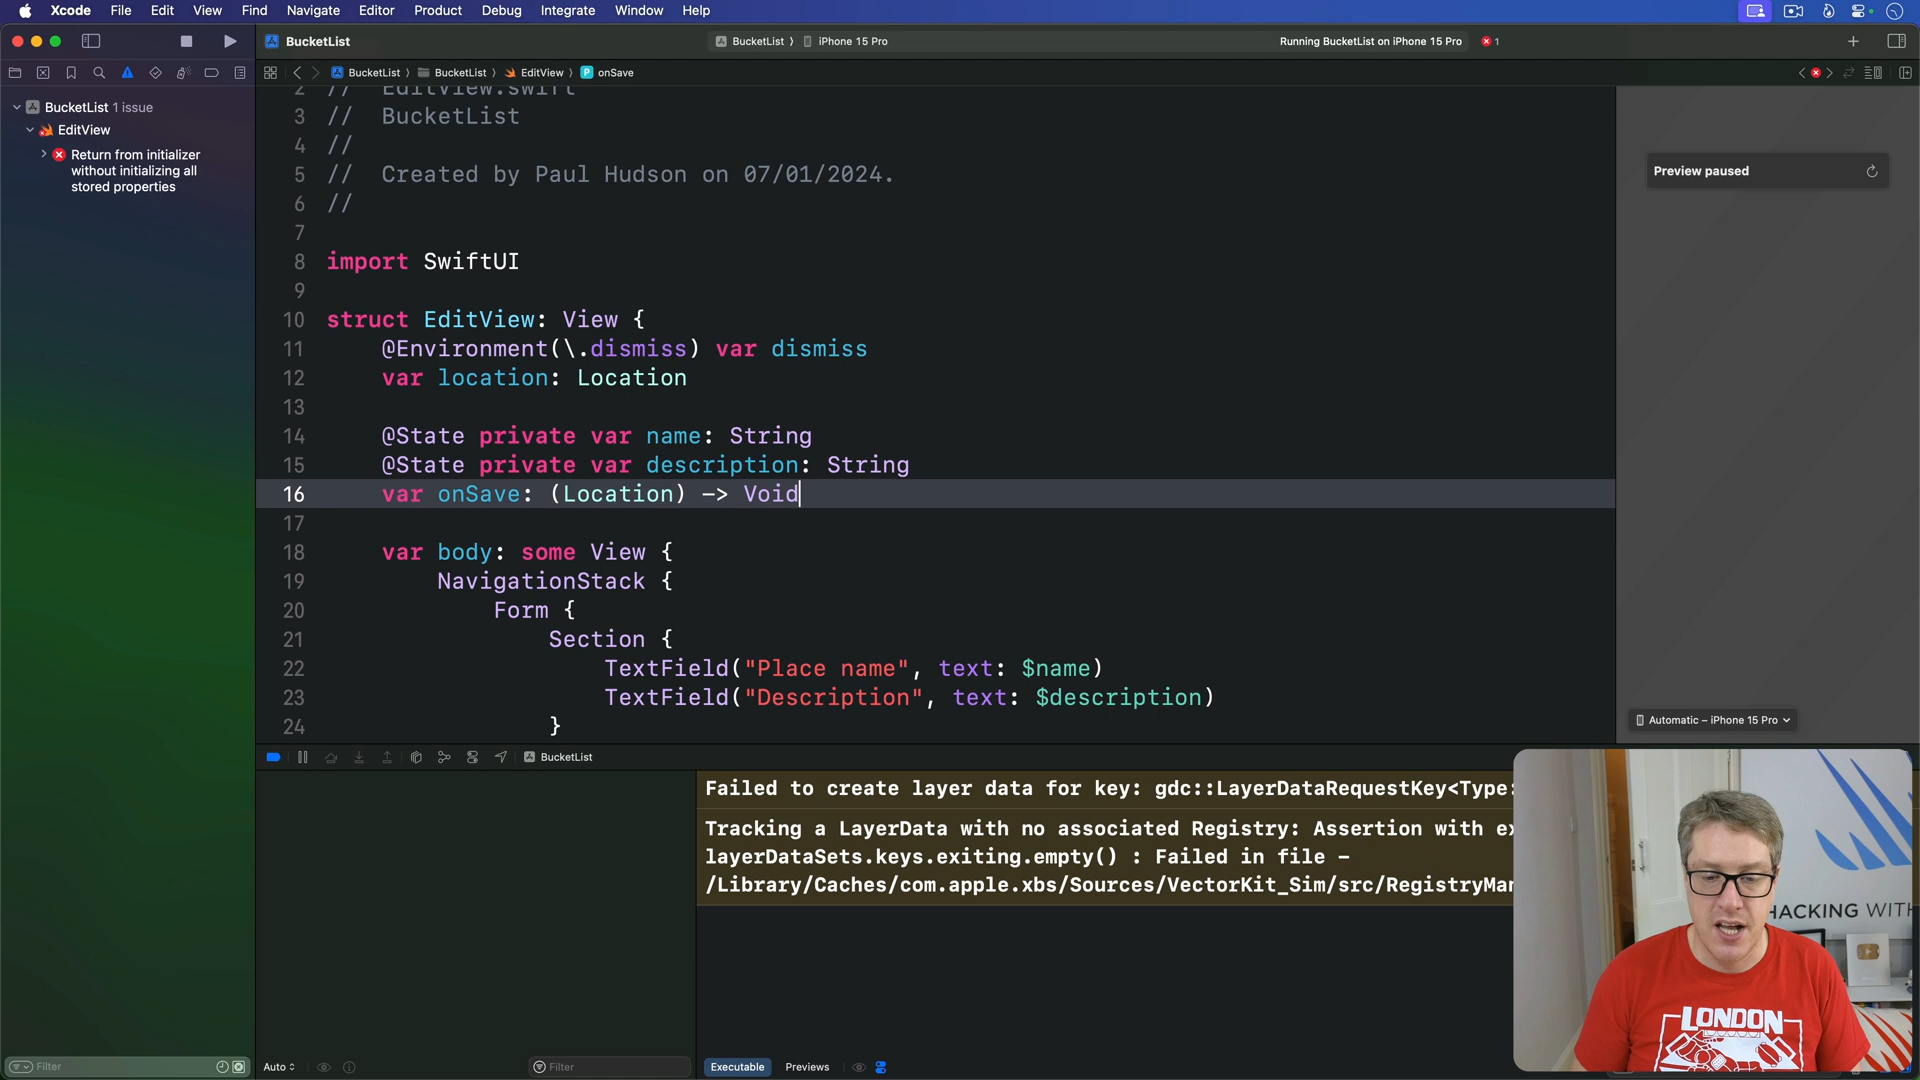 Xcode File Edit View Find Navigate Editor Product Debug Integrate Window Help
BucketList
BucketList 〉 iPhone 15 Pro
Running BucketList on iPhone 15 Pro
1
BucketList 〉 BucketList 〉 EditView 〉 P onSave
BucketList 1 issue
EditView
Return from initializer
without initializing all
stored properties
2 // EditView.swift
3 // BucketList
4 //
5 // Created by Paul Hudson on 07/01/2024.
6 //
7
8 import SwiftUI
9
10 struct EditView: View {
11 @Environment(\.dismiss) var dismiss
12 var location: Location
13
14 @State private var name: String
15 @State private var description: String
16 var onSave: (Location) -> Void
17
18 var body: some View {
19 NavigationStack {
20 Form {
21 Section {
22 TextField("Place name", text: $name)
23 TextField("Description", text: $description)
24 }
Preview paused
Automatic – iPhone 15 Pro
BucketList
Failed to create layer data for key: gdc::LayerDataRequestKey<Type:
Tracking a LayerData with no associated Registry: Assertion with ex
layerDataSets.keys.exiting.empty() : Failed in file -
/Library/Caches/com.apple.xbs/Sources/VectorKit_Sim/src/RegistryMan
HACKING WITH
LONDON
Filter
Auto
Filter
Executable
Previews